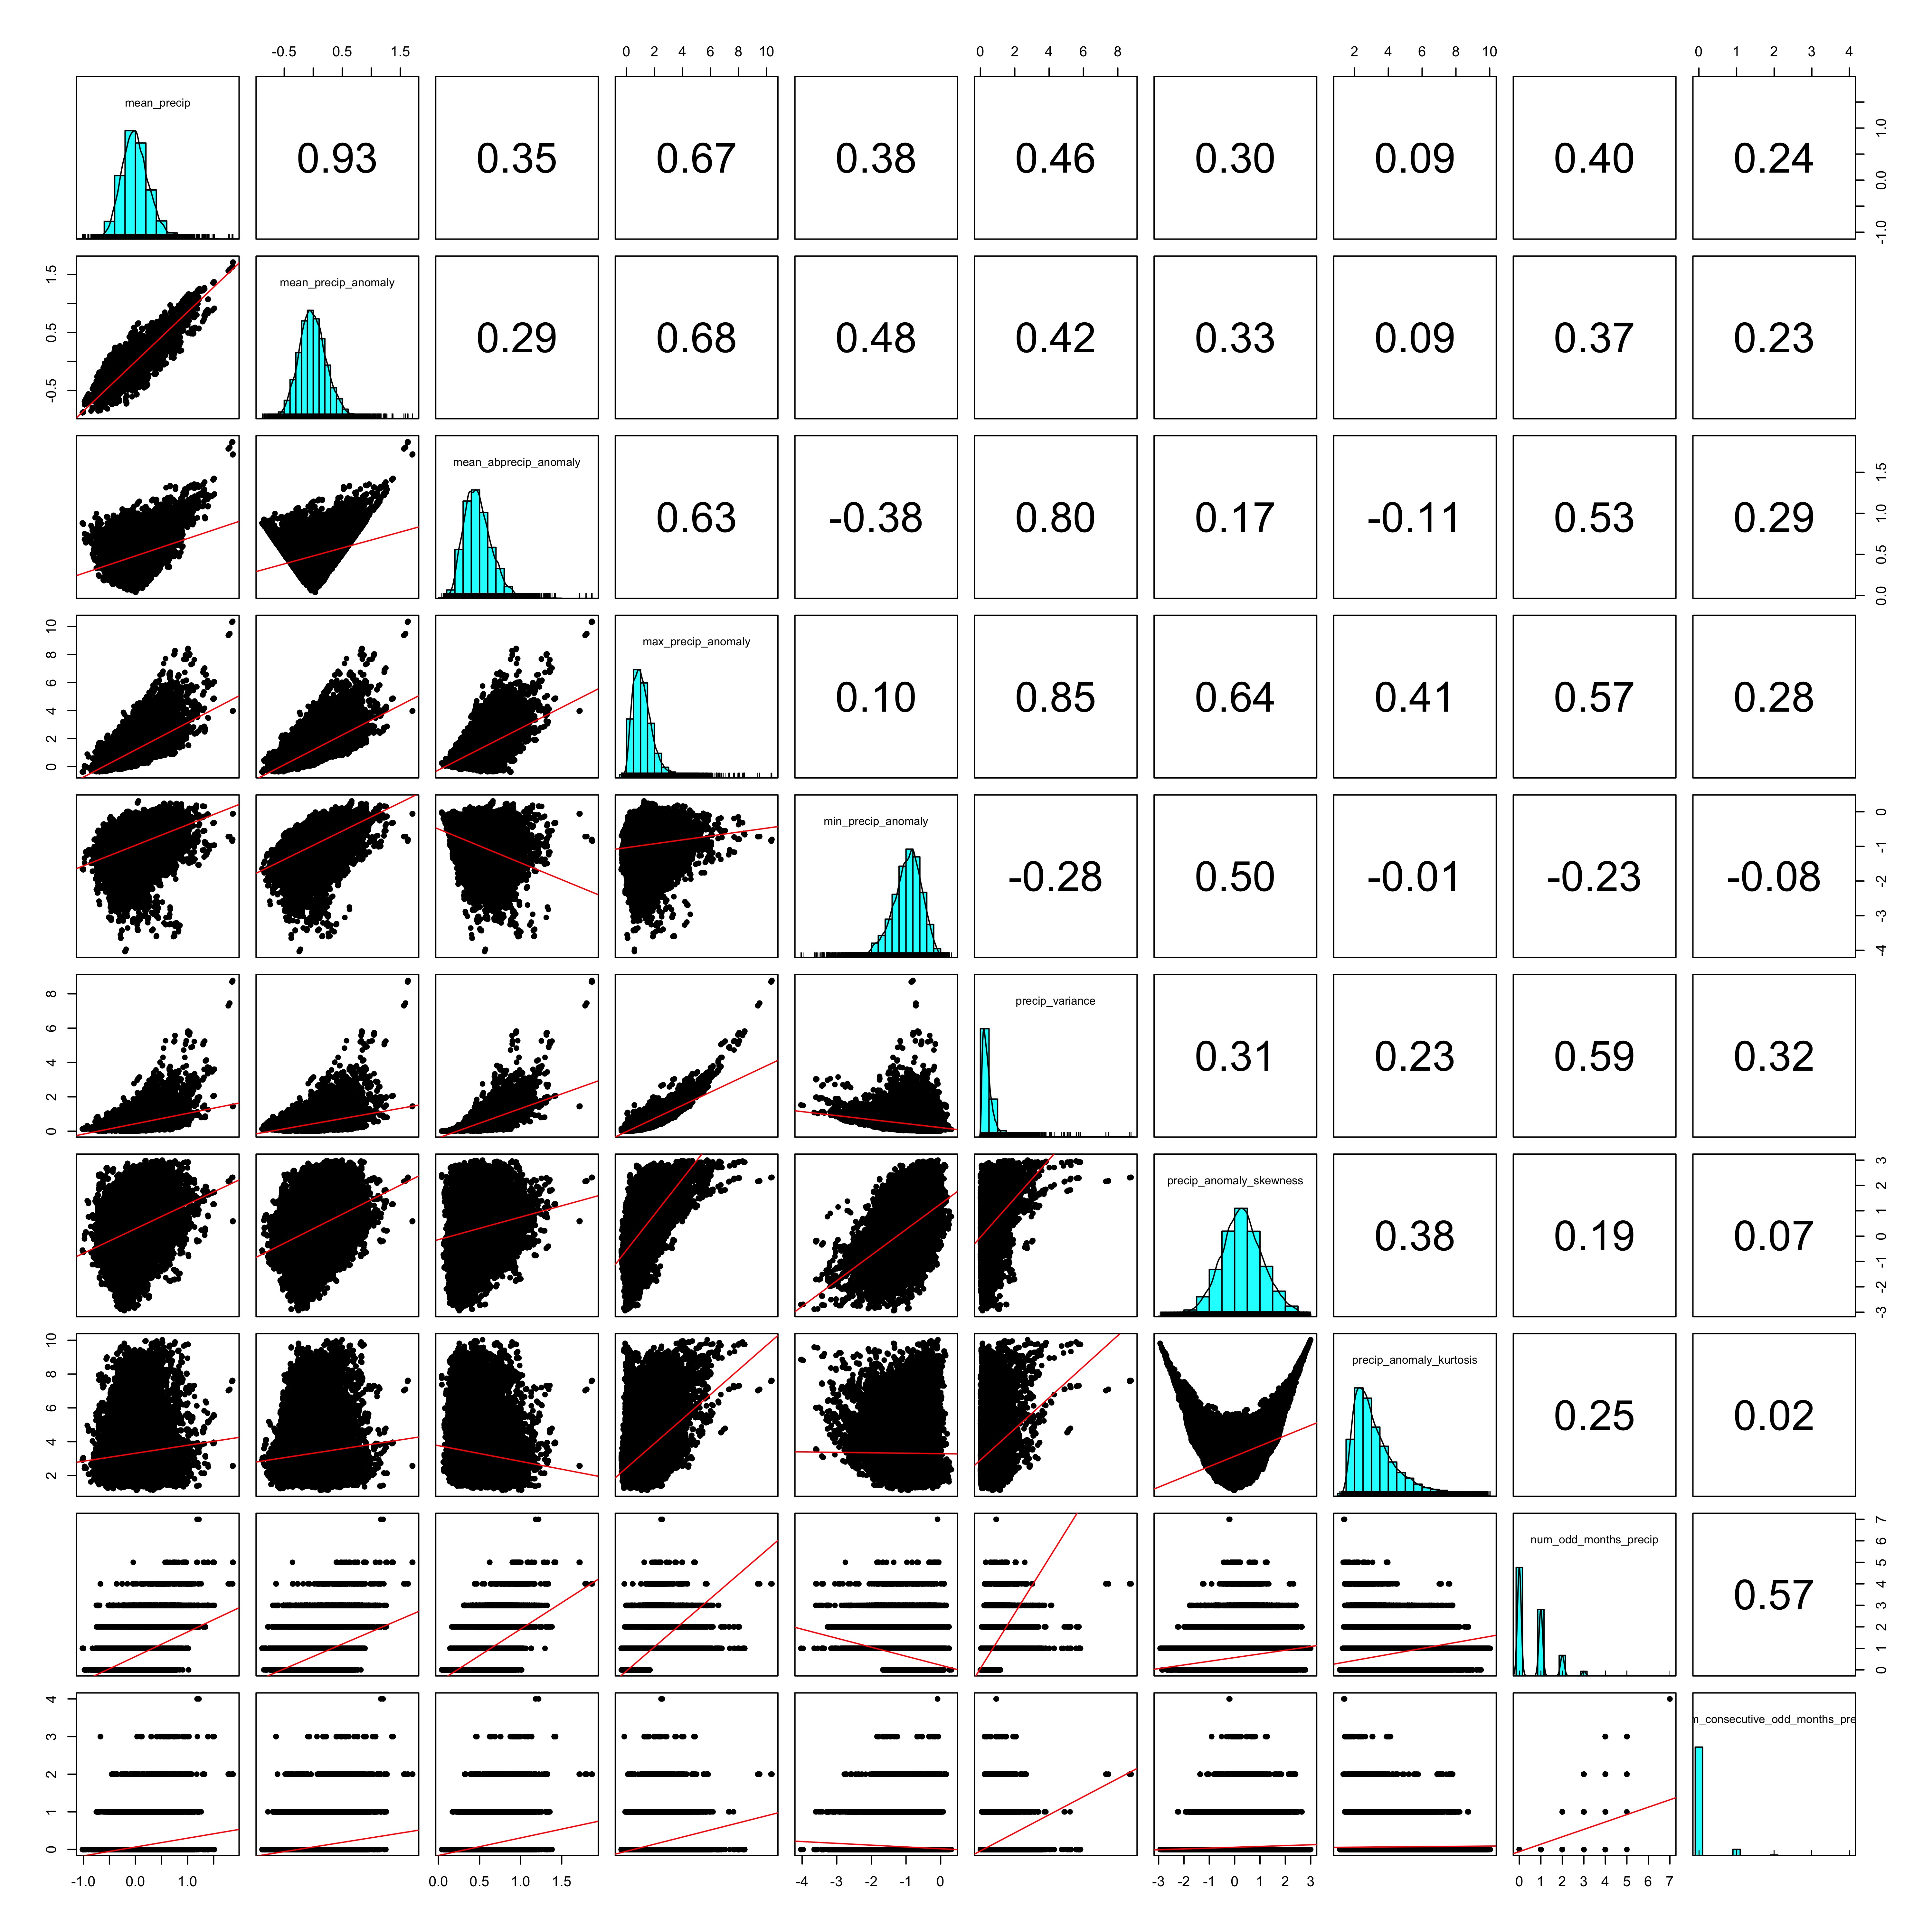 -0.5 0.5 1.5 0 2 4 6 8 10 0 2 4 6 8 2 4 6 8 10 0 1 2 3 4
mean_precip
0.93 0.35 0.67 0.38 0.46 0.30 0.09 0.40 0.24
-1.0 0.0 1.0
-0.5 0.5 1.5
mean_precip_anomaly
0.29 0.68 0.48 0.42 0.33 0.09 0.37 0.23
mean_abprecip_anomaly
0.63 -0.38 0.80 0.17 -0.11 0.53 0.29
0.0 0.5 1.0 1.5
0 2 4 6 8 10
max_precip_anomaly
0.10 0.85 0.64 0.41 0.57 0.28
min_precip_anomaly
-0.28 0.50 -0.01 -0.23 -0.08
-4 -3 -2 -1 0
0 2 4 6 8
precip_variance
0.31 0.23 0.59 0.32
precip_anomaly_skewness
0.38 0.19 0.07
-3 -2 -1 0 1 2 3
2 4 6 8 10
precip_anomaly_kurtosis
0.25 0.02
num_odd_months_precip
0.57
0 1 2 3 4 5 6 7
0 1 2 3 4
m_consecutive_odd_months_pre
-1.0 0.0 1.0 0.0 0.5 1.0 1.5 -4 -3 -2 -1 0 -3 -2 -1 0 1 2 3 0 1 2 3 4 5 6 7